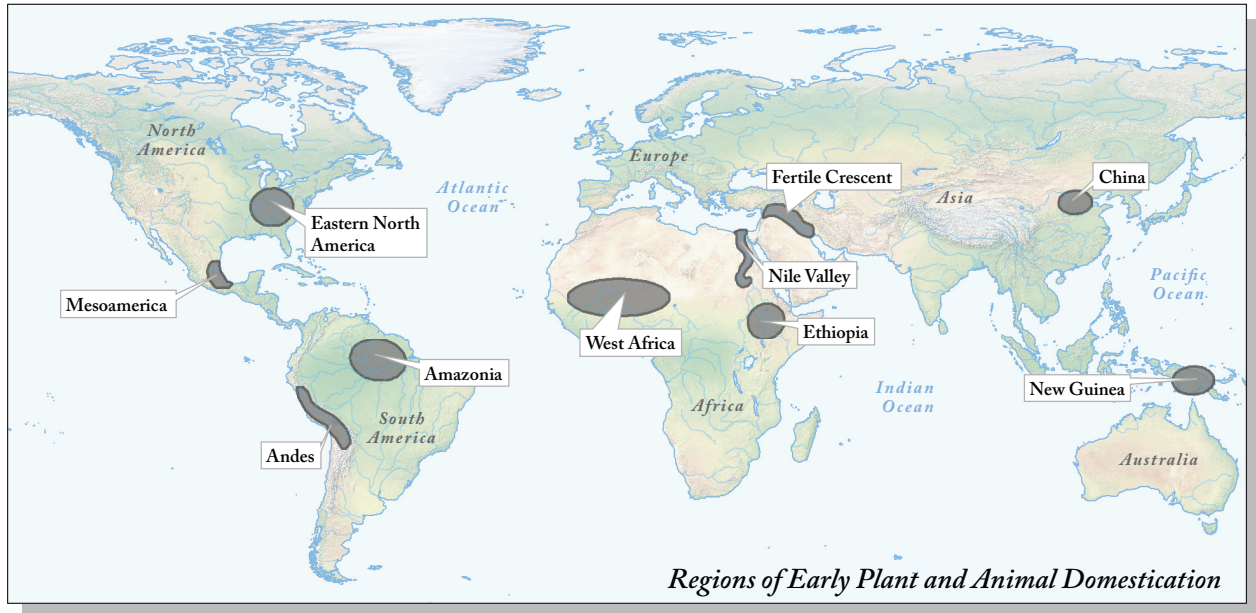 North
America
Europe
Fertile Crescent
China
Atlantic
Ocean
Asia
Eastern North
America
Nile Valley
Pacific
Ocean
Mesoamerica
West Africa
Ethiopia
Amazonia
New Guinea
Indian
Ocean
Africa
South
America
Andes
Australia
Regions of Early Plant and Animal Domestication